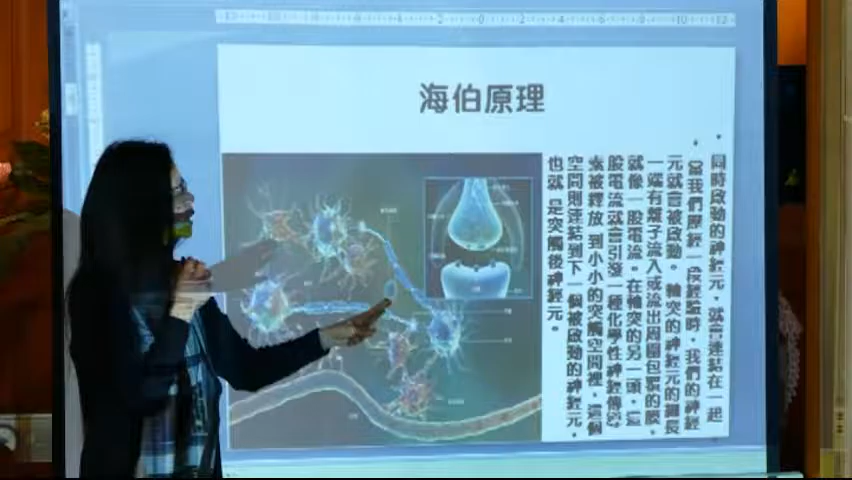 海伯原理
同時啟動的神經元，就會連結在一起
當我們歷經一段經驗時，我們的神經
元就會被啟動。軸突的神經元的細長
一端有離子流入或流出周圍包覆的膜，
就像一股電流。在軸突的另一頭，這
股電流就會引發一種化學性神經傳導
素被釋放 到小小的突觸空間裡，這個
空間則連結到下一個被啟動的神經元，
也就 是突觸後神經元。